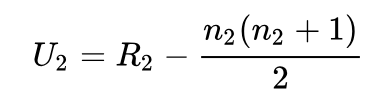 U₂ = R₂ − n₂(n₂ + 1) / 2